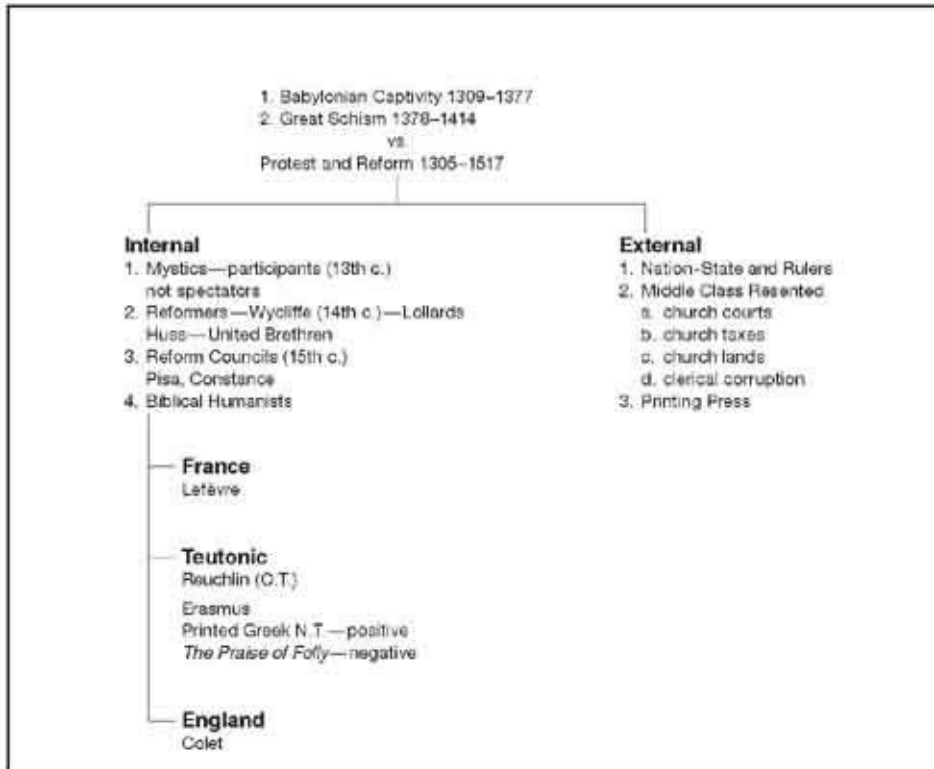 1. Babylonian Captivity 1309–1377
2. Great Schism 1378–1414
vs.
Protest and Reform 1305–1517
Internal
1. Mystics—participants (13th c.)
not spectators
2. Reformers—Wycliffe (14th c.)—Lollards
Huss—United Brethren
3. Reform Councils (15th c.)
Pisa, Constance
4. Biblical Humanists
External
1. Nation-State and Rulers
2. Middle Class Resented
a. church courts
b. church taxes
c. church lands
d. clerical corruption
3. Printing Press
France
Lefèvre
Teutonic
Reuchlin (O.T.)
Erasmus
Printed Greek N.T.—positive
The Praise of Folly—negative
England
Colet